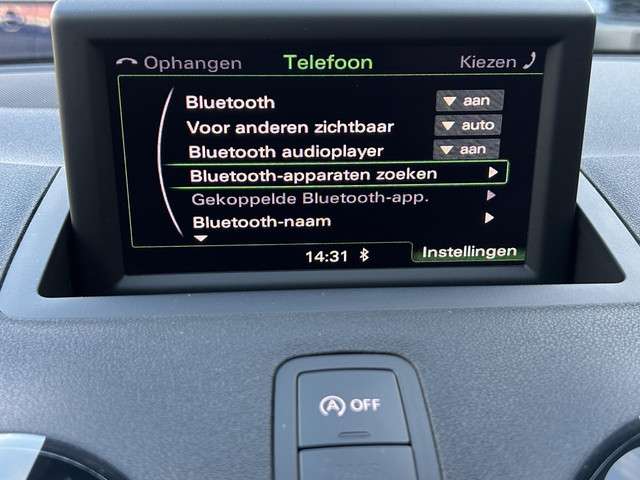 Ophangen Telefoon Kiezen
Bluetooth aan
Voor anderen zichtbaar auto
Bluetooth audioplayer aan
Bluetooth-apparaten zoeken
Gekoppelde Bluetooth-app.
Bluetooth-naam
14:31 Instellingen
A OFF